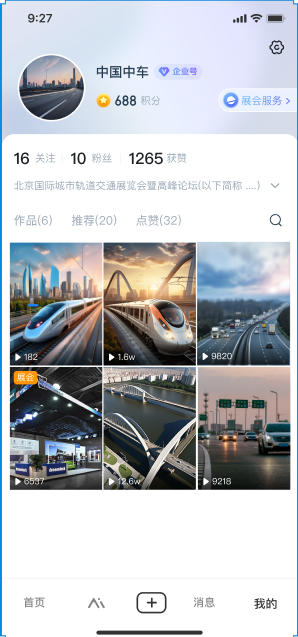 9:27
中国中车 企业号
688 积分
展会服务
16 关注 10 粉丝 1265 获赞
北京国际城市轨道交通展览会暨高峰论坛(以下简称 ....)
作品(6) 推荐(20) 点赞(32)
182 1.6w 9820
展会
6537 12.6w 9218
首页 消息 我的